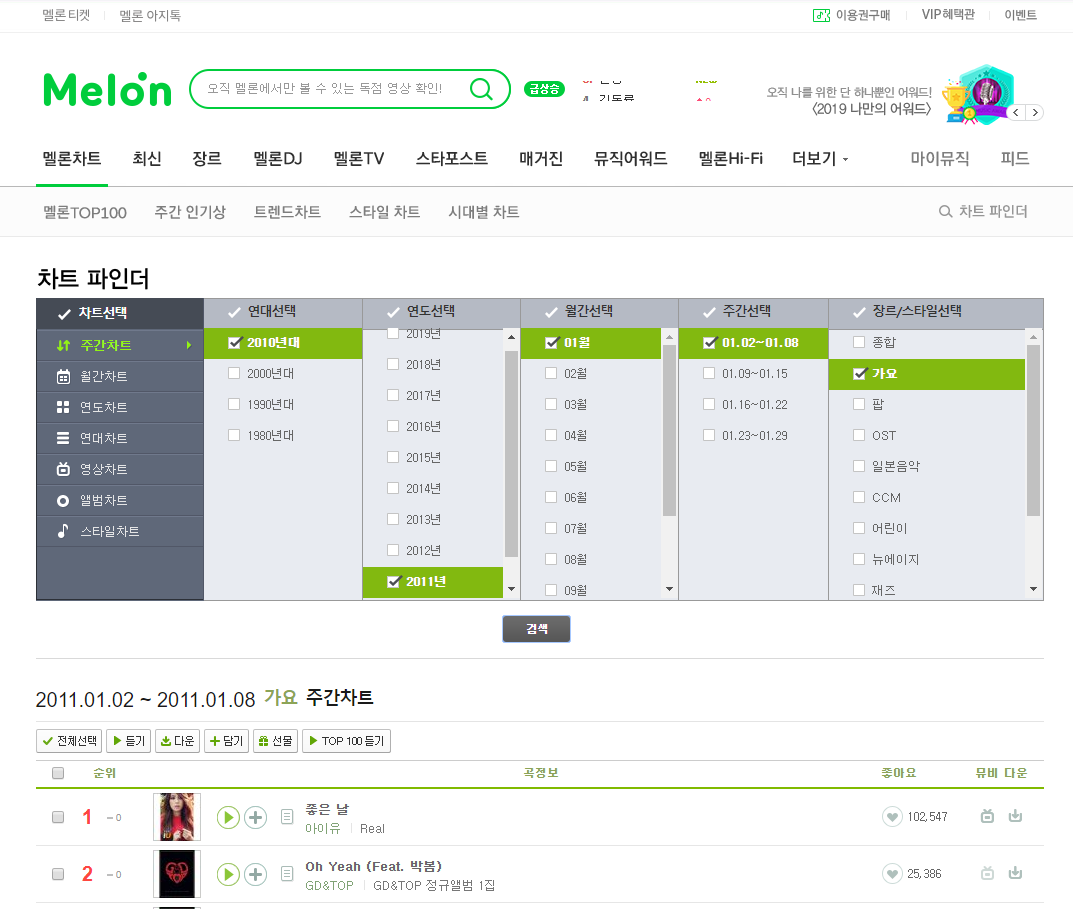 멜론티켓 멜론 아지톡 이용권구매 VIP혜택관 이벤트
Melon 오직 멜론에서만 볼 수 있는 독점 영상 확인! 급상승
오직 나를 위한 단 하나뿐인 어워드!
<2019 나만의 어워드>
멜론차트 최신 장르 멜론DJ 멜론TV 스타포스트 매거진 뮤직어워드 멜론Hi-Fi 더보기 마이뮤직 피드
멜론TOP100 주간 인기상 트렌드차트 스타일 차트 시대별 차트 차트 파인더
차트 파인더
차트선택 연대선택 연도선택 월간선택 주간선택 장르/스타일선택
주간차트 2010년대 2019년 01월 01.02~01.08 종합
월간차트 2000년대 2018년 02월 01.09~01.15 가요
연도차트 1990년대 2017년 03월 01.16~01.22 팝
연대차트 1980년대 2016년 04월 01.23~01.29 OST
영상차트 2015년 05월 일본음악
앨범차트 2014년 06월 CCM
스타일차트 2013년 07월 어린이
2012년 08월 뉴에이지
2011년 09월 재즈
검색
2011.01.02 ~ 2011.01.08 가요 주간차트
전체선택 듣기 다운 담기 선물 TOP 100 듣기
순위 곡정보 좋아요 뮤비 다운
1 - 0 좋은 날 102,547
아이유 Real
2 - 0 Oh Yeah (Feat. 박봄) 25,386
GD&TOP GD&TOP 정규앨범 1집